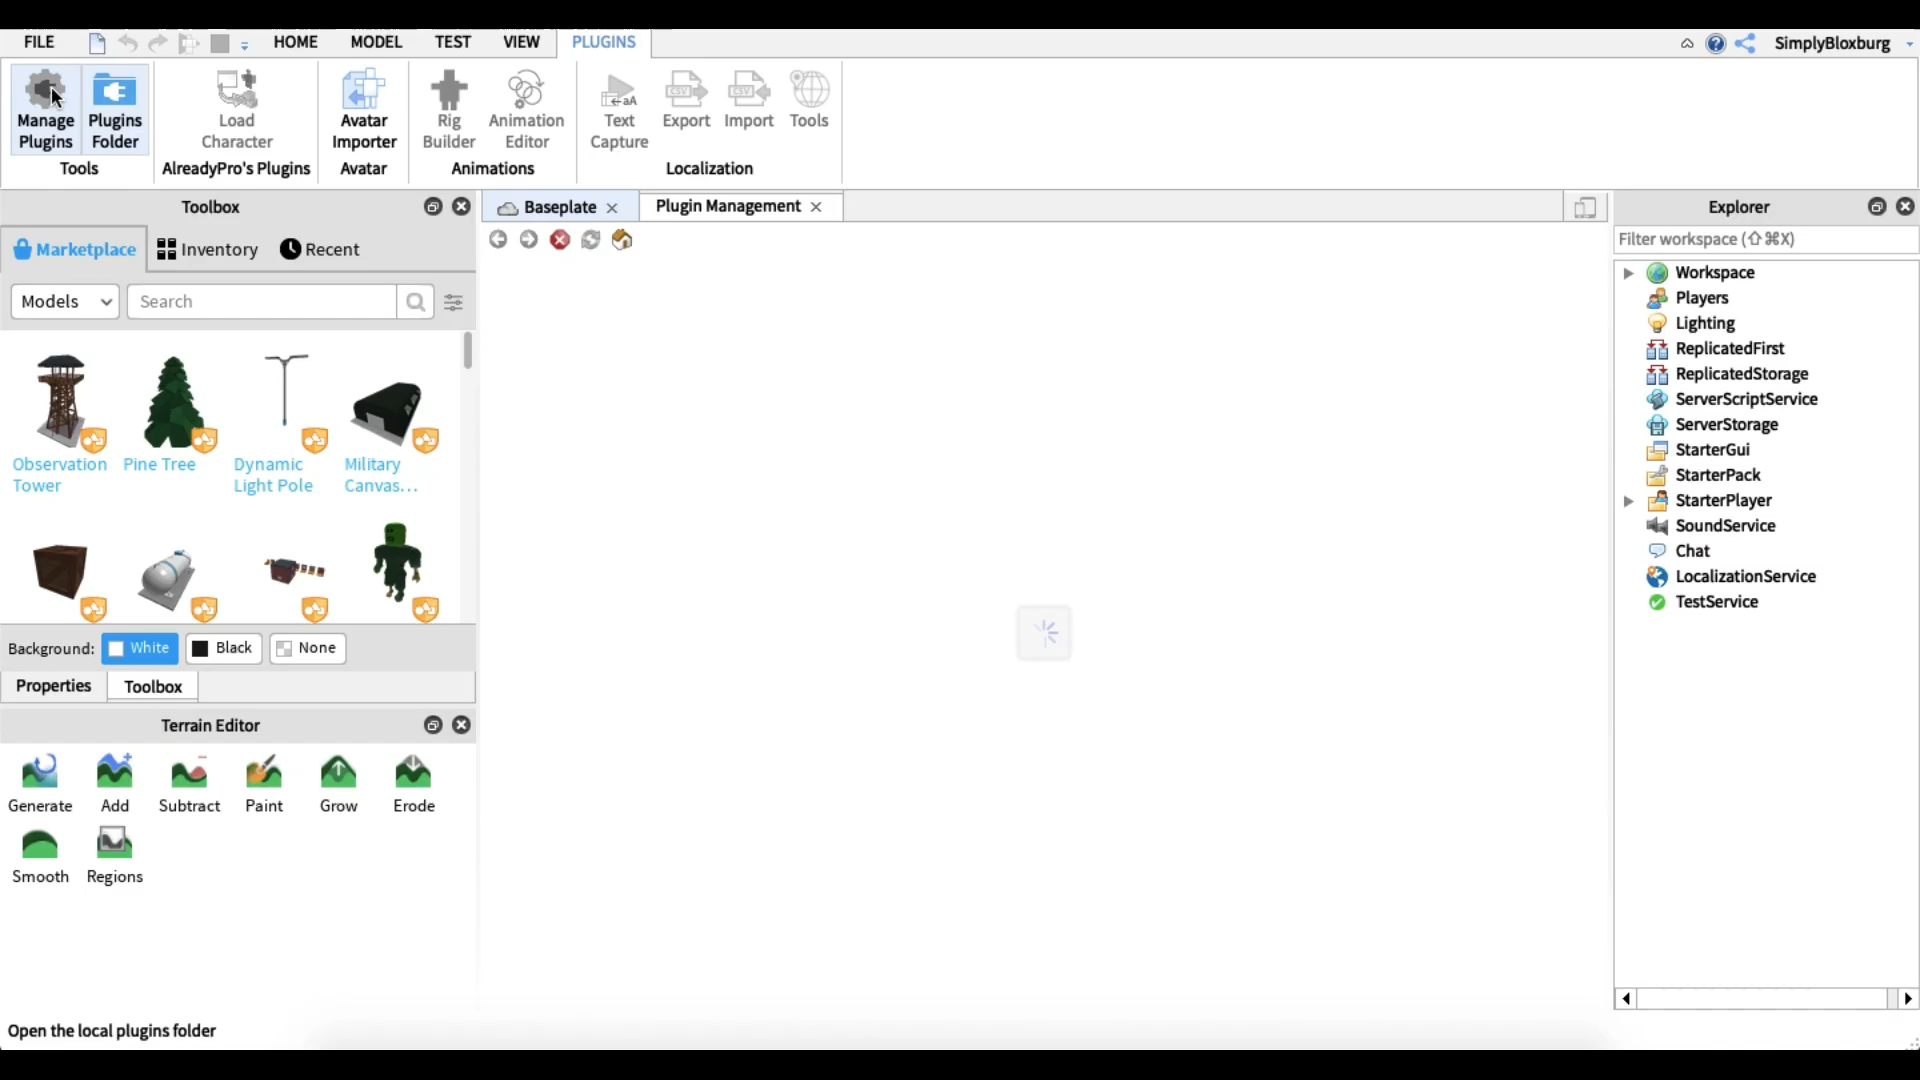 FILE HOME MODEL TEST VIEW PLUGINS SimplyBloxburg
Manage Plugins Plugins Folder Load Character Avatar Importer Rig Builder Animation Editor Text Capture Export Import Tools
Tools AlreadyPro's Plugins Avatar Animations Localization
Toolbox
Baseplate Plugin Management
Explorer
Marketplace Inventory Recent
Filter workspace (⇧⌘X)
Models Search
Observation Tower
Pine Tree
Dynamic Light Pole
Military Canvas...
Background: White Black None
Properties Toolbox
Terrain Editor
Generate Add Subtract Paint Grow Erode
Smooth Regions
Workspace
Players
Lighting
ReplicatedFirst
ReplicatedStorage
ServerScriptService
ServerStorage
StarterGui
StarterPack
StarterPlayer
SoundService
Chat
LocalizationService
TestService
Open the local plugins folder